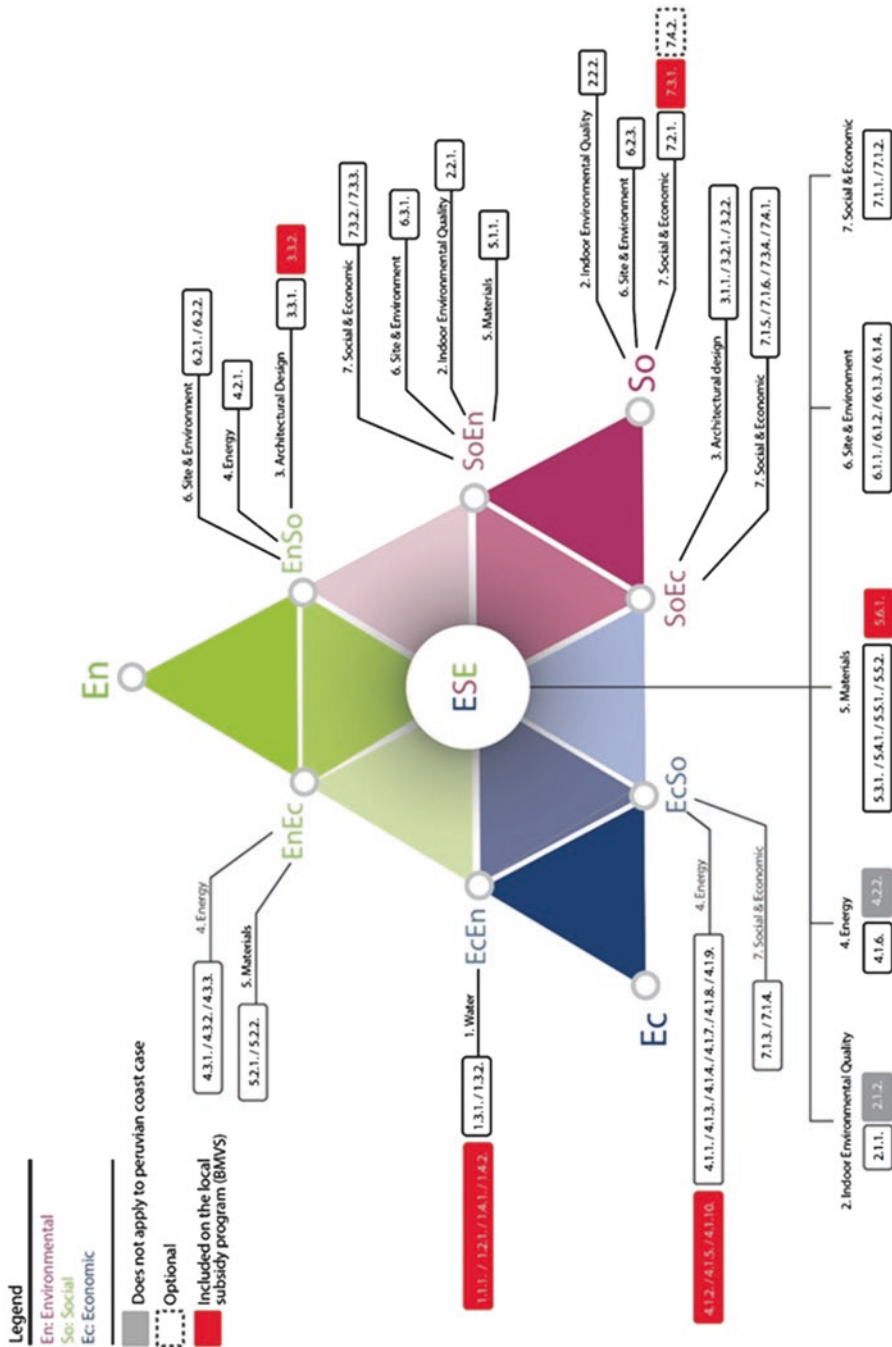 Legend
En: Environmental
So: Social
Ec: Economic
Does not apply to peruvian coast case
Optional
Included on the local
subsidy program (BMVS)
En
EnEc
4. Energy
4.3.1. / 4.3.2. / 4.3.3.
5. Materials
5.2.1. / 5.2.2.
EnSo
6. Site & Environment
6.2.1. / 6.2.2.
4. Energy
4.2.1.
3. Architectural Design
3.3.1.
3.3.2.
EcEn
1. Water
1.3.1. / 1.3.2.
1.1.1. / 1.2.1. / 1.4.1. / 1.4.2.
ESE
SoEn
7. Social & Economic
7.3.2. / 7.3.3.
6. Site & Environment
6.3.1.
2. Indoor Environmental Quality
2.2.1.
5. Materials
5.1.1.
Ec
EcSo
4. Energy
4.1.1. / 4.1.3. / 4.1.4. / 4.1.7. / 4.1.8. / 4.1.9.
4.1.2. / 4.1.5. / 4.1.10.
7. Social & Economic
7.1.3. / 7.1.4.
SoEc
3. Architectural design
3.1.1. / 3.2.1. / 3.2.2.
7. Social & Economic
7.1.5. / 7.1.6. / 7.3.4. / 7.4.1.
So
2. Indoor Environmental Quality
2.2.2.
6. Site & Environment
6.2.3.
7. Social & Economic
7.2.1.
7.3.1.
7.4.2.
2. Indoor Environmental Quality
2.1.1.
2.1.2.
4. Energy
4.1.6.
4.2.2.
5. Materials
5.3.1. / 5.4.1. / 5.5.1. / 5.5.2.
5.6.1.
6. Site & Environment
6.1.1. / 6.1.2. / 6.1.3. / 6.1.4.
7. Social & Economic
7.1.1. / 7.1.2.